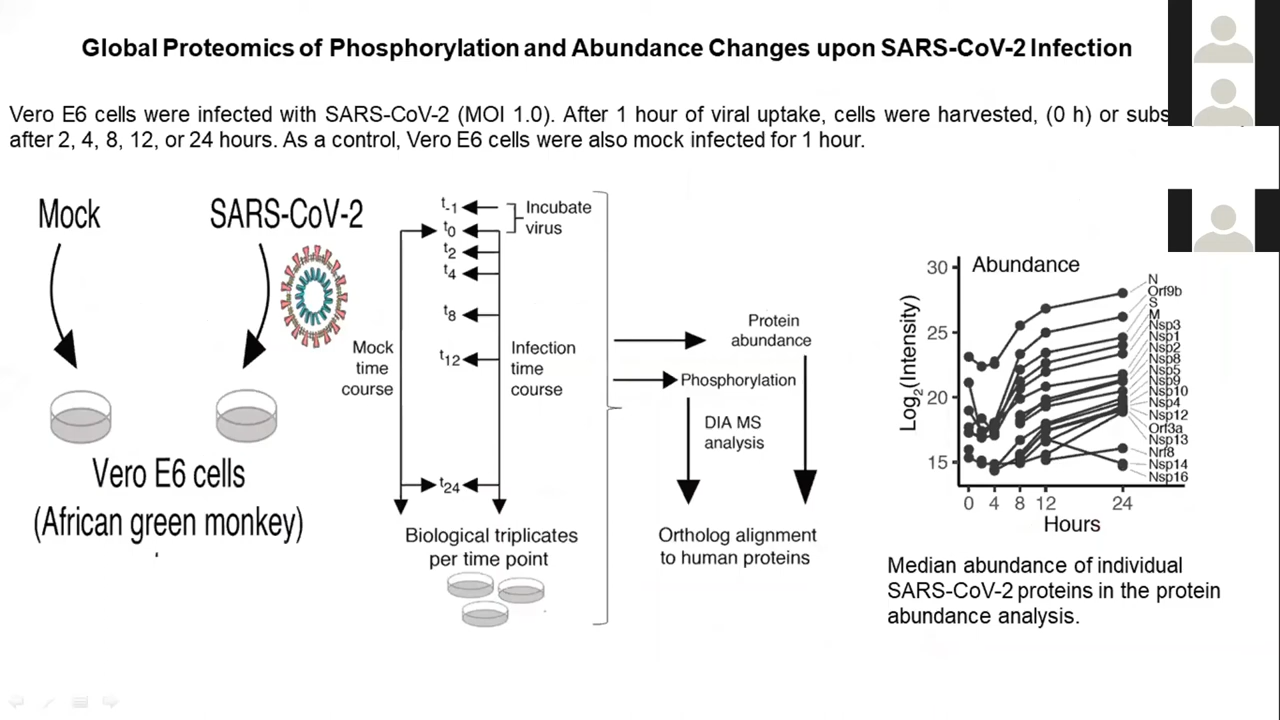 Global Proteomics of Phosphorylation and Abundance Changes upon SARS-CoV-2 Infection
Vero E6 cells were infected with SARS-CoV-2 (MOI 1.0). After 1 hour of viral uptake, cells were harvested, (0 h) or
after 2, 4, 8, 12, or 24 hours. As a control, Vero E6 cells were also mock infected for 1 hour.
Mock
SARS-CoV-2
Vero E6 cells
(African green monkey)
t-1
t0
t2
t4
t8
t12
t24
Incubate
virus
Mock
time
course
Infection
time
course
Biological triplicates
per time point
Protein
abundance
Phosphorylation
DIA MS
analysis
Ortholog alignment
to human proteins
Abundance
Log2(Intensity)
30
25
20
15
0 4 8 12 24
Hours
N
Orf9b
S
M
Nsp3
Nsp1
Nsp2
Nsp8
Nsp5
Nsp9
Nsp10
Nsp4
Nsp12
Orf3a
Nsp13
Nrf8
Nsp14
Nsp16
Median abundance of individual
SARS-CoV-2 proteins in the protein
abundance analysis.